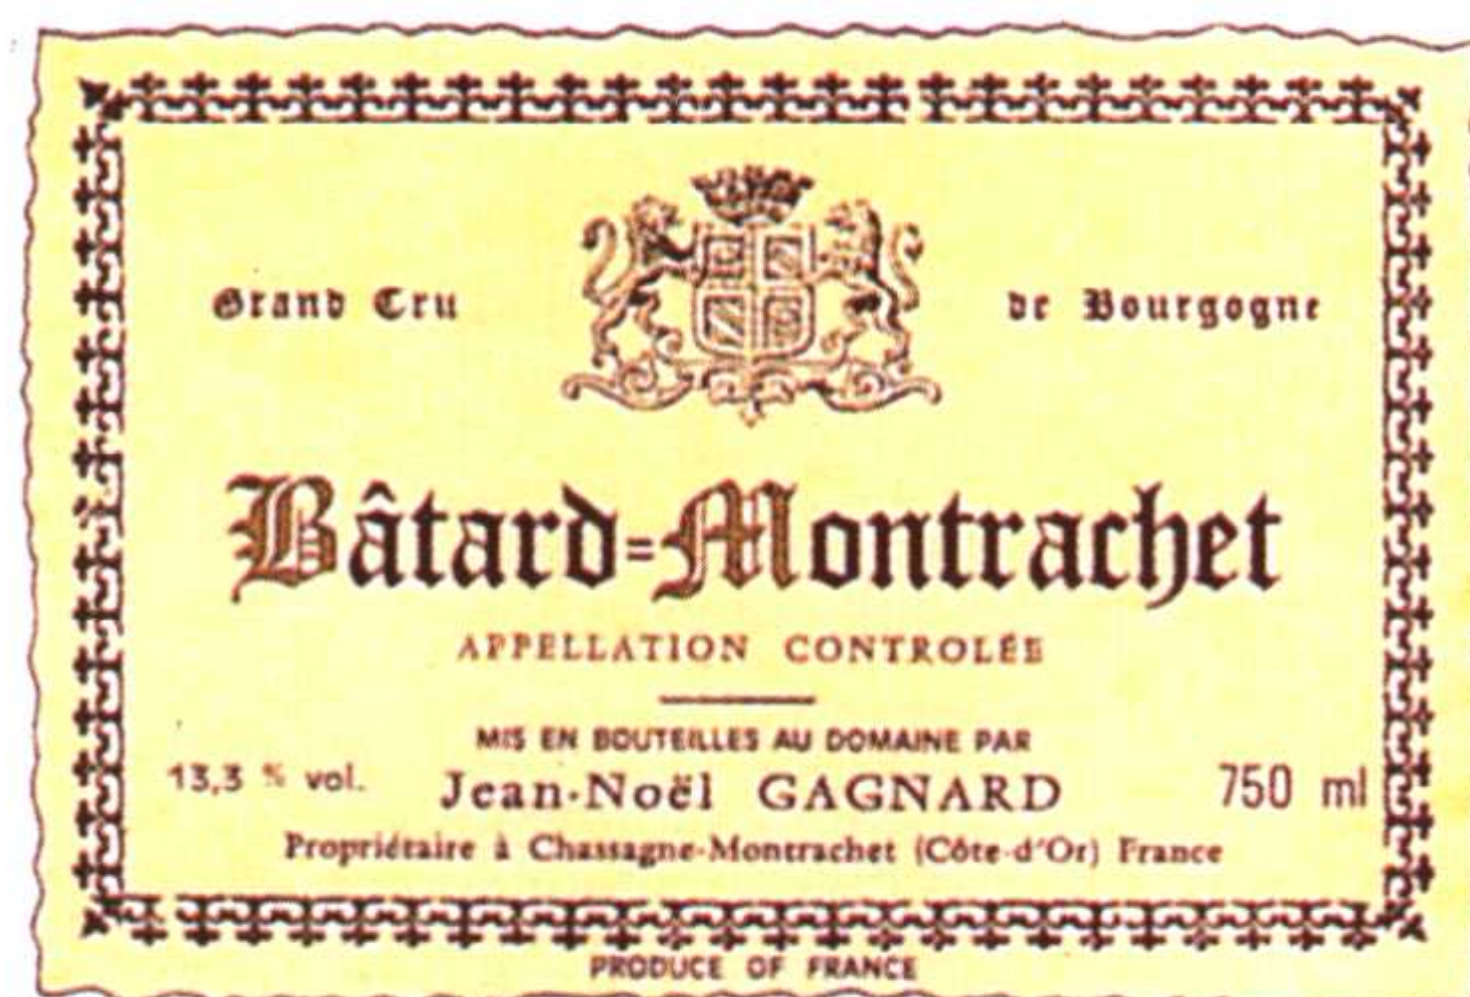 Grand Cru de Bourgogne
Bâtard=Montrachet
APPELLATION CONTROLÉE
MIS EN BOUTEILLES AU DOMAINE PAR
13,3 % vol. Jean-Noël GAGNARD 750 ml
Propriétaire à Chassagne-Montrachet (Côte-d'Or) France
PRODUCE OF FRANCE